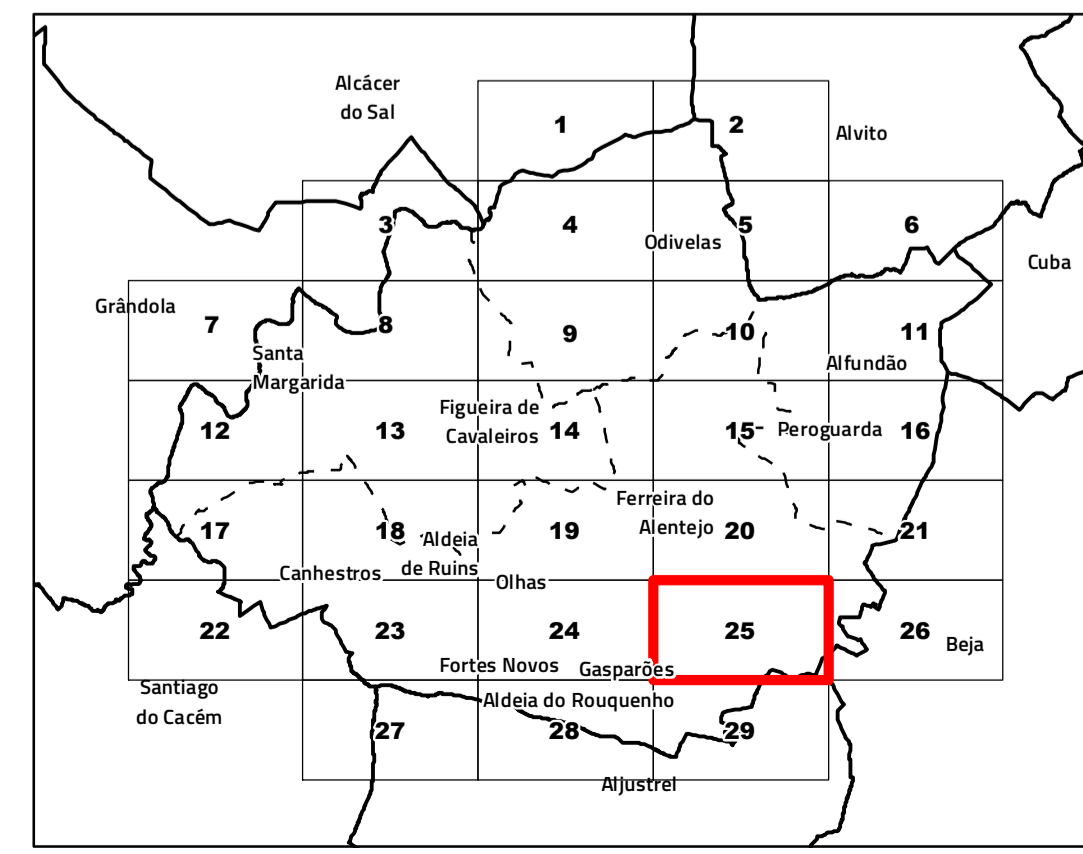 Alcácer
do Sal
1
2
Alvito
3
4
5
6
Odivelas
Cuba
Grândola
7
8
9
10
11
Santa
Margarida
Alfundão
Figueira de
Cavaleiros
12
13
14
15
Peroguarda
16
Ferreira do
Alentejo
17
18
Aldeia
de Ruins
19
20
21
Canhestros
Olhas
22
23
24
25
26
Beja
Fortes Novos
Gasparões
Santiago
do Cacém
Aldeia do Rouquenho
27
28
29
Aljustrel